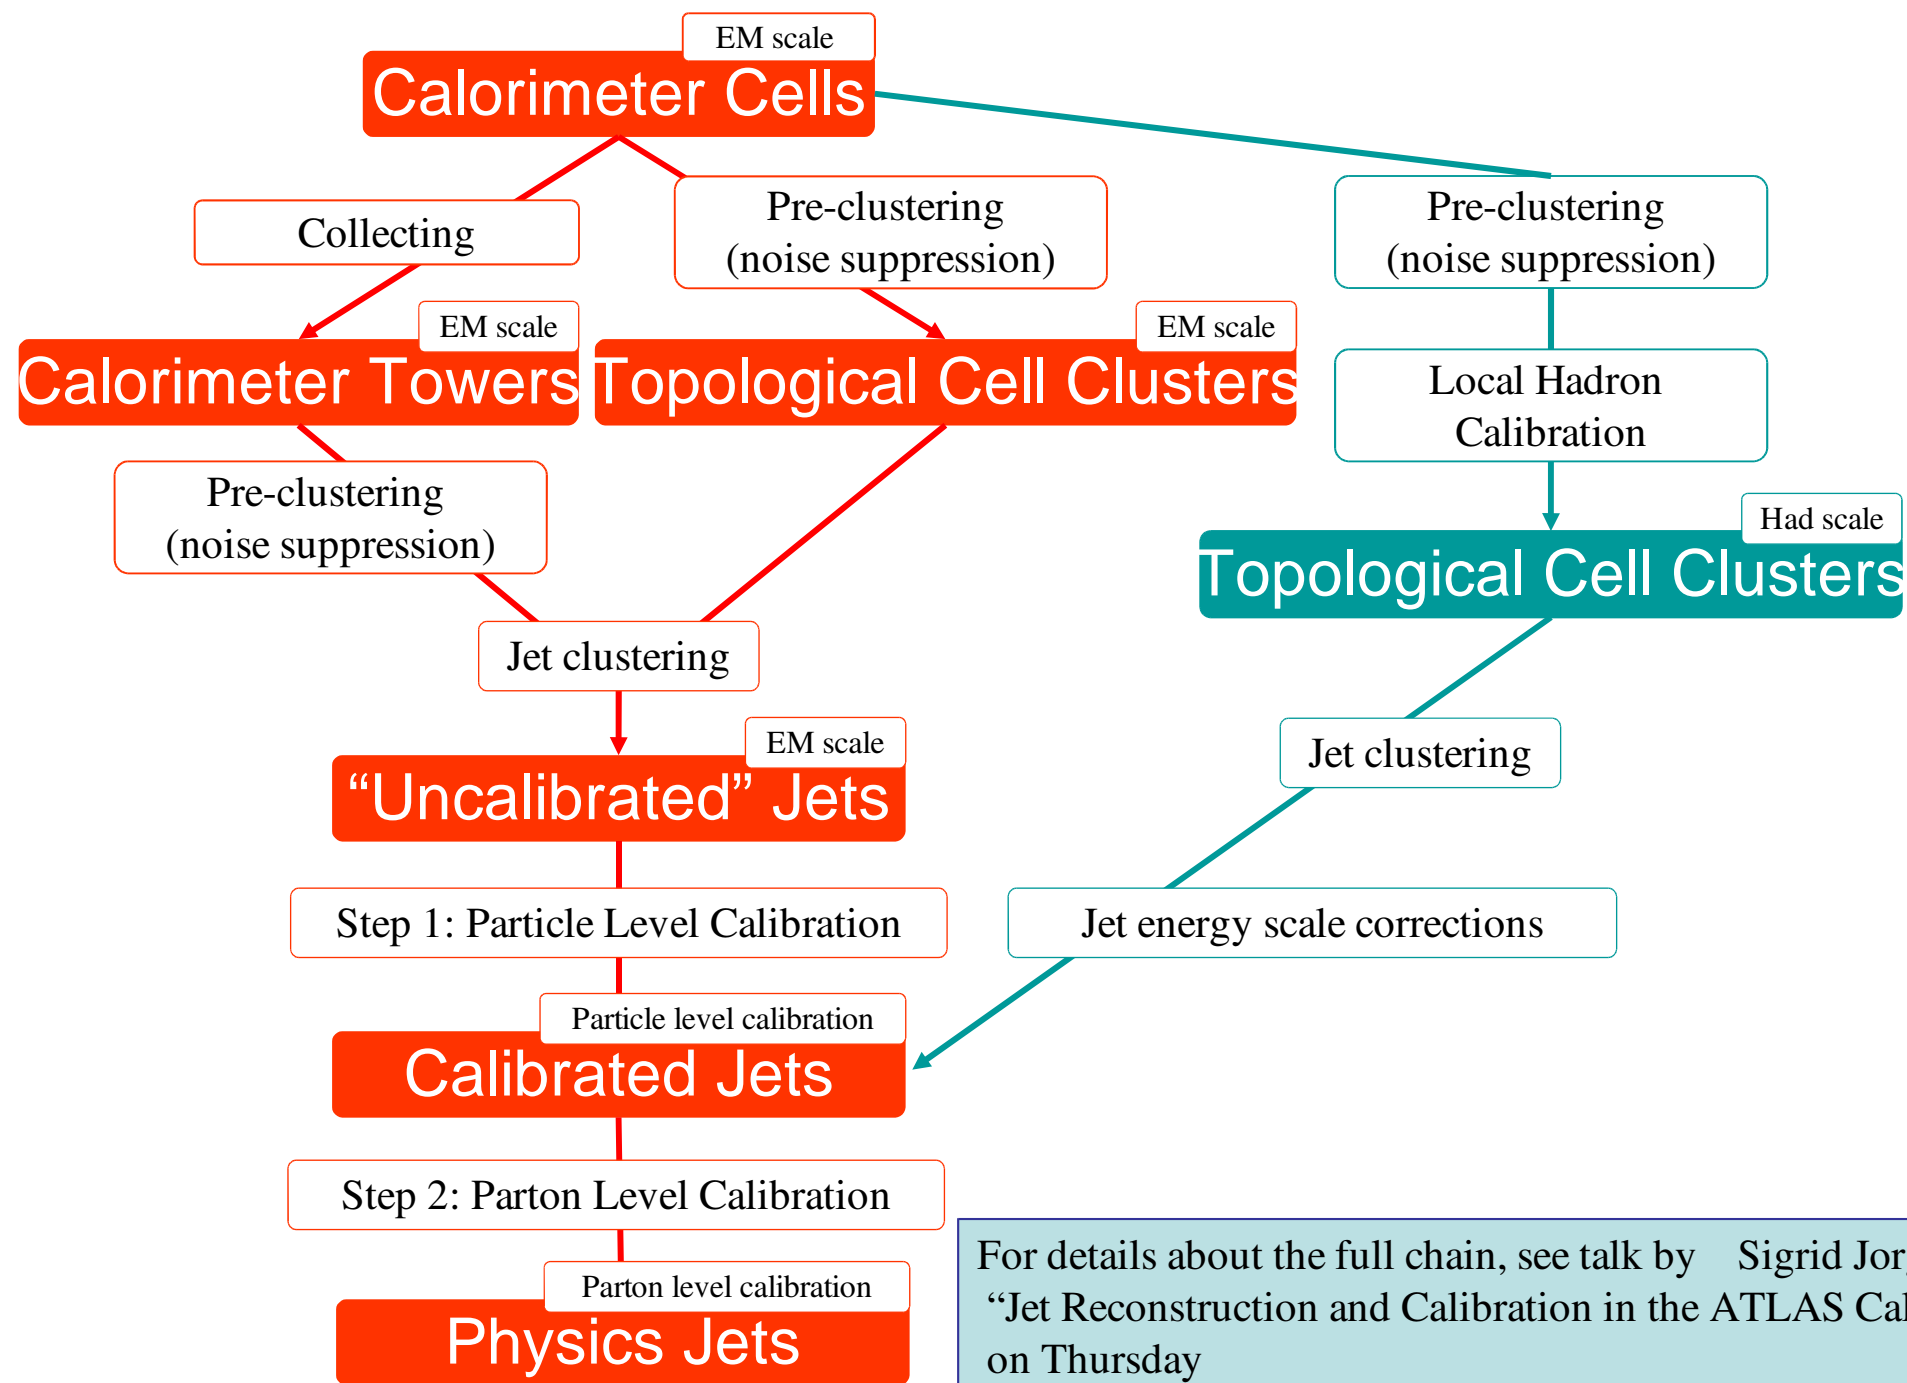 EM scale
Calorimeter Cells
Collecting
Pre-clustering
(noise suppression)
Pre-clustering
(noise suppression)
EM scale
Calorimeter Towers
EM scale
Topological Cell Clusters
Local Hadron
Calibration
Pre-clustering
(noise suppression)
Had scale
Topological Cell Clusters
Jet clustering
Jet clustering
EM scale
“Uncalibrated” Jets
Step 1: Particle Level Calibration
Jet energy scale corrections
Particle level calibration
Calibrated Jets
Step 2: Parton Level Calibration
Parton level calibration
Physics Jets
For details about the full chain, see talk by Sigrid
“Jet Reconstruction and Calibration in the ATLAS
on Thursday